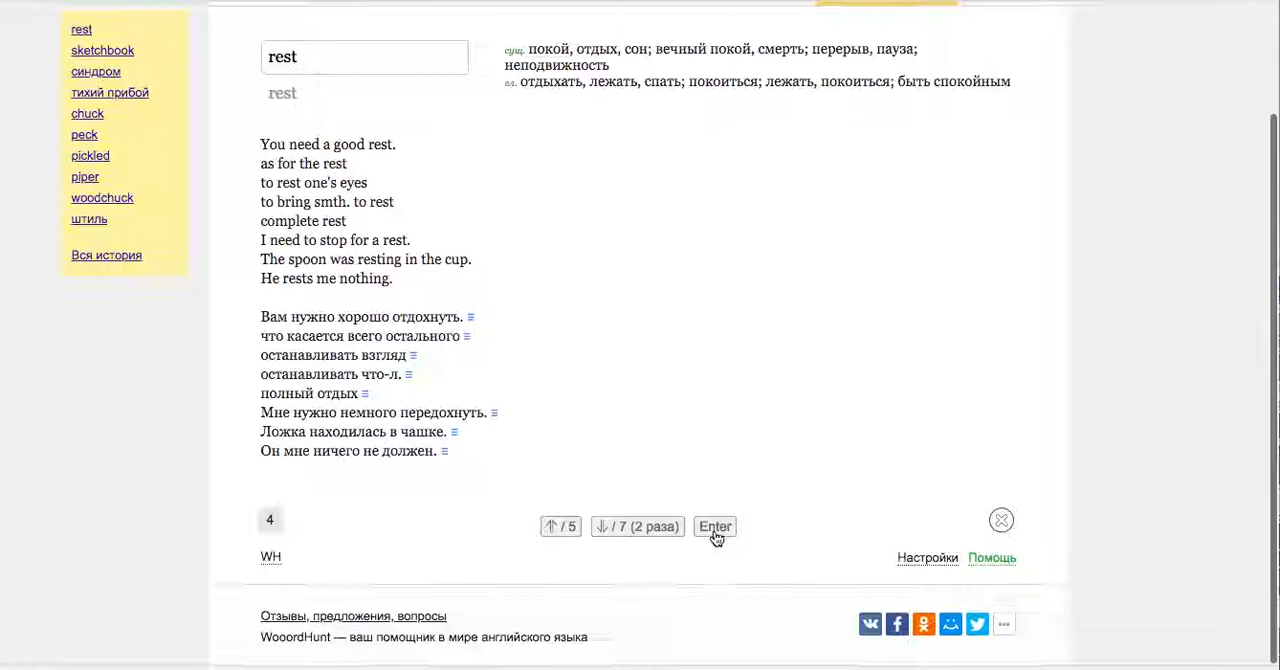 rest
sketchbook
синдром
тихий прибой
chuck
peck
pickled
piper
woodchuck
штиль
Вся история
rest
rest
сущ. покой, отдых, сон; вечный покой, смерть; перерыв, пауза;
неподвижность
гл. отдыхать, лежать, спать; покоиться; лежать, покоиться; быть спокойным
You need a good rest.
as for the rest
to rest one's eyes
to bring smth. to rest
complete rest
I need to stop for a rest.
The spoon was resting in the cup.
He rests me nothing.
Вам нужно хорошо отдохнуть. ≡
что касается всего остального ≡
останавливать взгляд ≡
останавливать что-л. ≡
полный отдых ≡
Мне нужно немного передохнуть. ≡
Ложка находилась в чашке. ≡
Он мне ничего не должен. ≡
4
⇑ / 5 ⇓ / 7 (2 раза) Enter
WH
Настройки Помощь
Отзывы, предложения, вопросы
WooordHunt — ваш помощник в мире английского языка